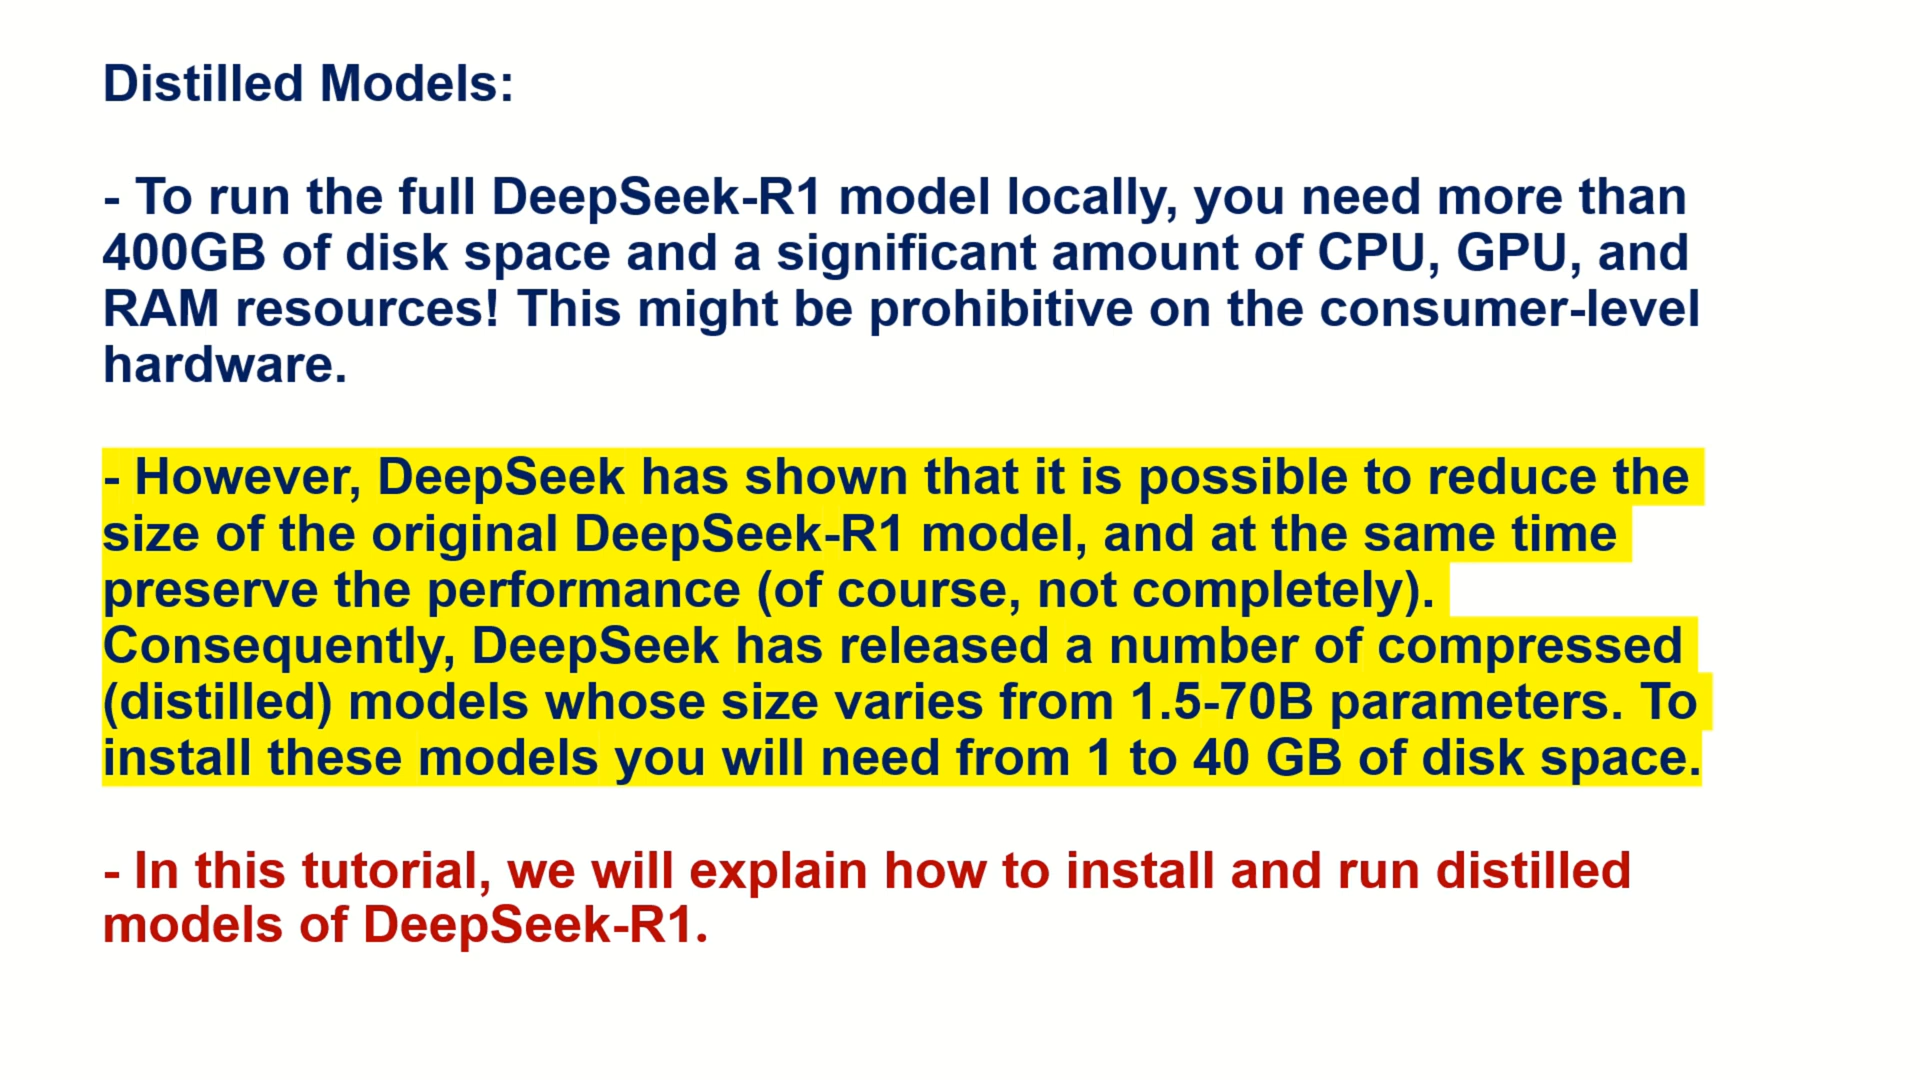 Distilled Models:
- To run the full DeepSeek-R1 model locally, you need more than
400GB of disk space and a significant amount of CPU, GPU, and
RAM resources! This might be prohibitive on the consumer-level
hardware.
- However, DeepSeek has shown that it is possible to reduce the
size of the original DeepSeek-R1 model, and at the same time
preserve the performance (of course, not completely).
Consequently, DeepSeek has released a number of compressed
(distilled) models whose size varies from 1.5-70B parameters. To
install these models you will need from 1 to 40 GB of disk space.
- In this tutorial, we will explain how to install and run distilled
models of DeepSeek-R1.